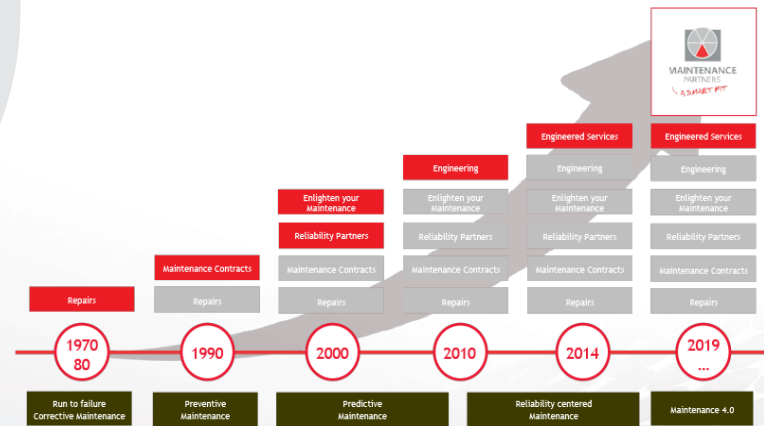 MAINTENANCE
PARTNERS
A SMART FIT
Engineered Services
Engineered Services
Engineering
Engineering
Engineering
Enlighten your
Maintenance
Enlighten your
Maintenance
Enlighten your
Maintenance
Enlighten your
Maintenance
Reliability Partners
Reliability Partners
Reliability Partners
Reliability Partners
Maintenance Contracts
Maintenance Contracts
Maintenance Contracts
Maintenance Contracts
Maintenance Contracts
Repairs
Repairs
Repairs
Repairs
Repairs
Repairs
1970
80
1990
2000
2010
2014
2019
...
Run to failure
Corrective Maintenance
Preventive
Maintenance
Predictive
Maintenance
Reliability centered
Maintenance
Maintenance 4.0